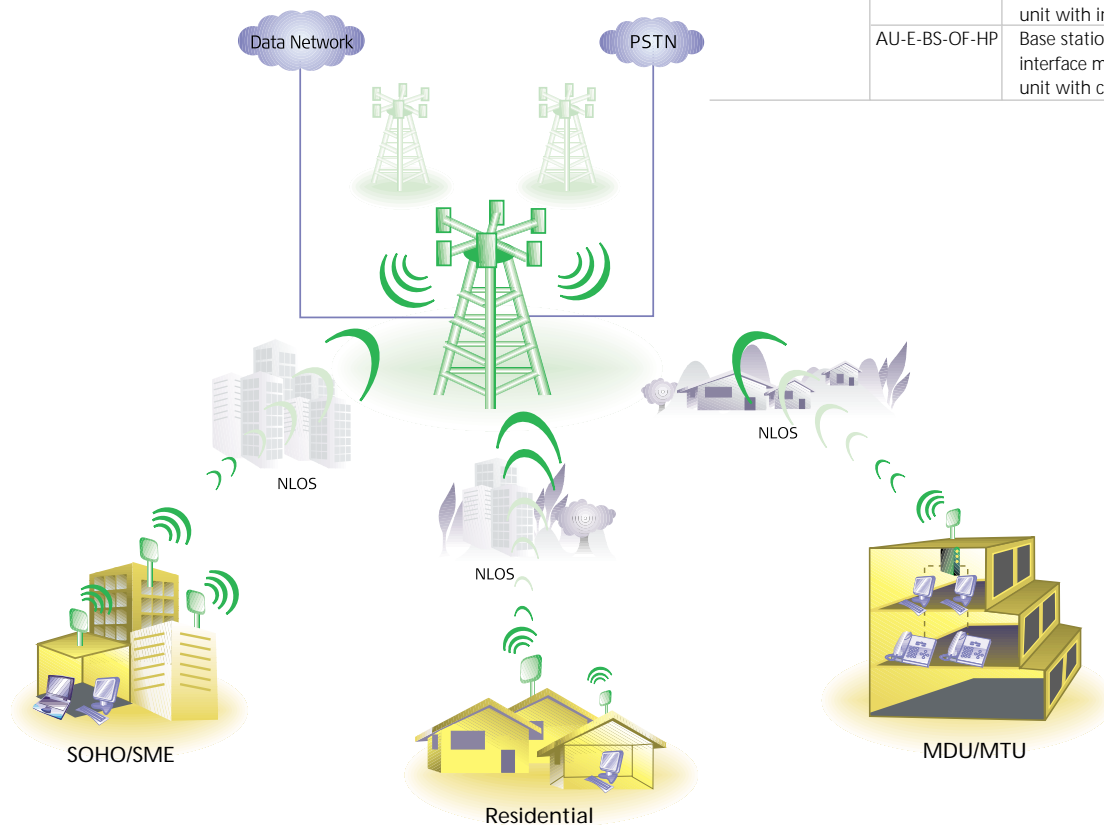 unit with
AU-E-BS-OF-HP Base
interface
unit with
Data Network
PSTN
NLOS
NLOS
NLOS
SOHO/SME
MDU/MTU
Residential